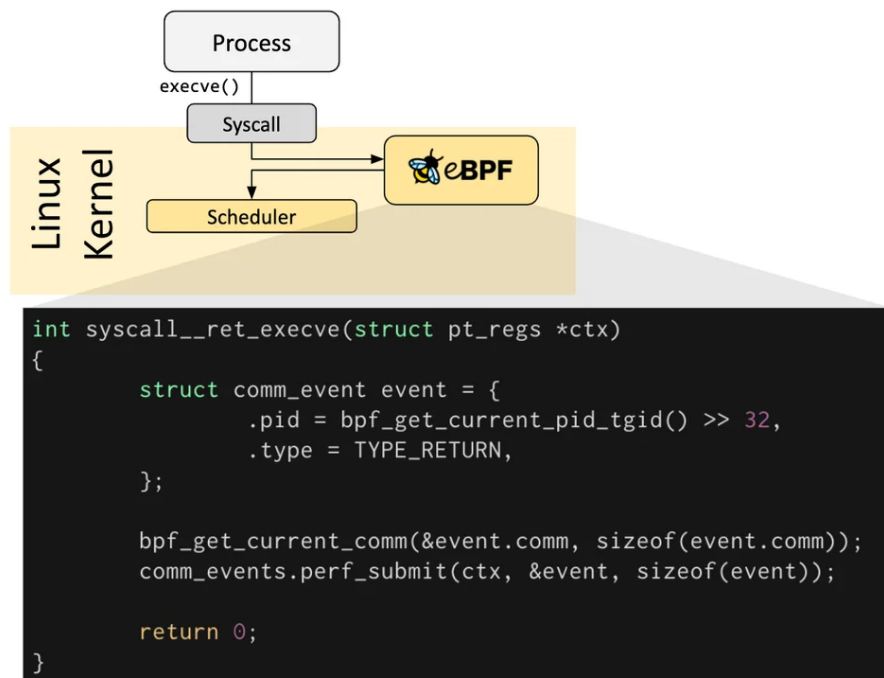 Process
execve()
Syscall
Linux
Kernel
eBPF
Scheduler
int syscall__ret_execve(struct pt_regs *ctx)
{
        struct comm_event event = {
                .pid = bpf_get_current_pid_tgid() >> 32,
                .type = TYPE_RETURN,
        };
        bpf_get_current_comm(&event.comm, sizeof(event.comm));
        comm_events.perf_submit(ctx, &event, sizeof(event));
        return 0;
}